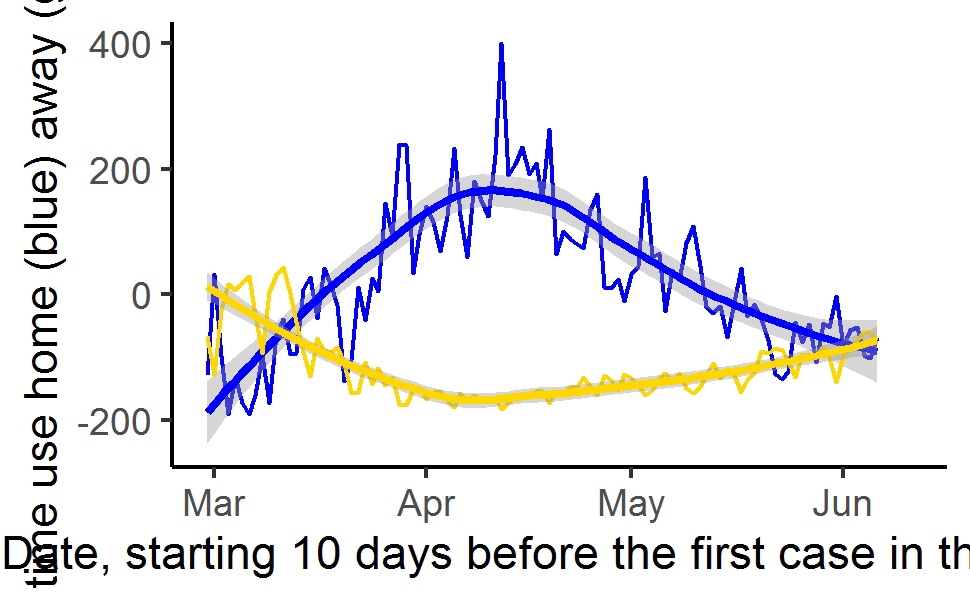 time use home (blue) away (
400
200
0
-200
Mar Apr May Jun
Date, starting 10 days before the first case in th